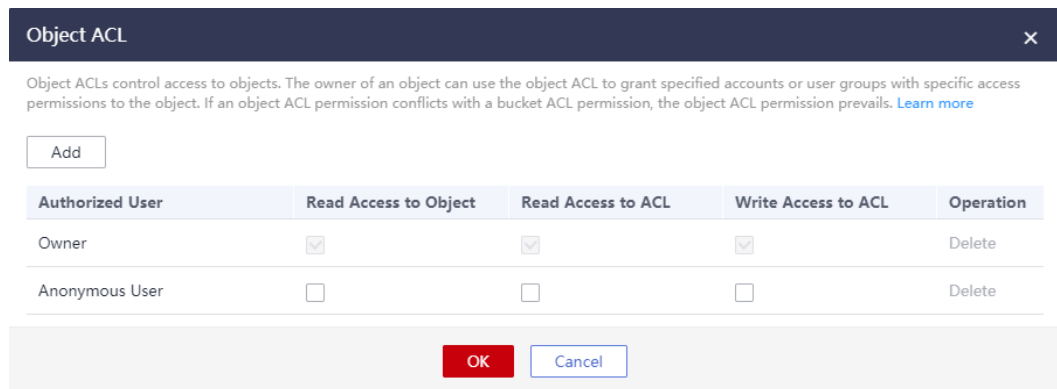 Object ACL
Object ACLs control access to objects. The owner of an object can use the object ACL to grant specified accounts or user groups with specific access
permissions to the object. If an object ACL permission conflicts with a bucket ACL permission, the object ACL permission prevails. Learn more
Add
Authorized User Read Access to Object Read Access to ACL Write Access to ACL Operation
Owner Delete
Anonymous User Delete
OK Cancel